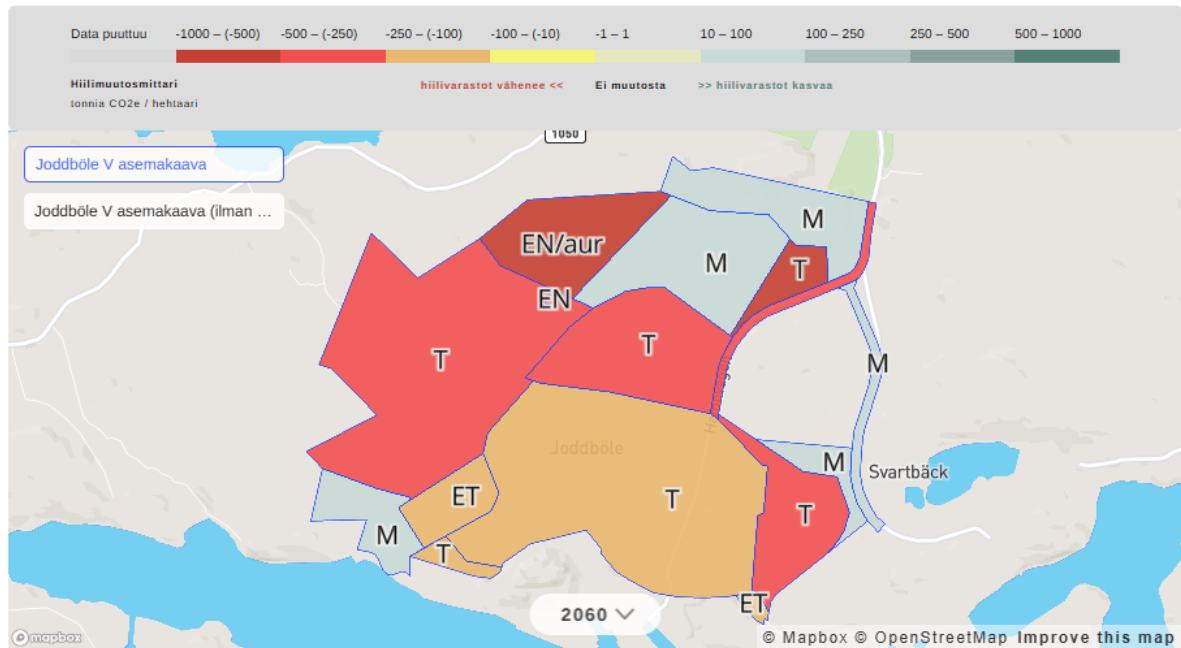 Data puuttuu -1000 – (-500) -500 – (-250) -250 – (-100) -100 – (-10) -1 – 1 10 – 100 100 – 250 250 – 500 500 – 1000
Hiilimuutosmittari hiilivarastot vähenee << Ei muutosta >> hiilivarastot kasvaa
tonnia CO2e / hehtaari
1050
Joddböle V asemakaava
Joddböle V asemakaava (ilman ...
M
EN/aur
M
T
EN
T
T
M
Joddböle
M
Svartbäck
ET
T
T
M
T
ET
2060
mapbox
© Mapbox © OpenStreetMap Improve this map